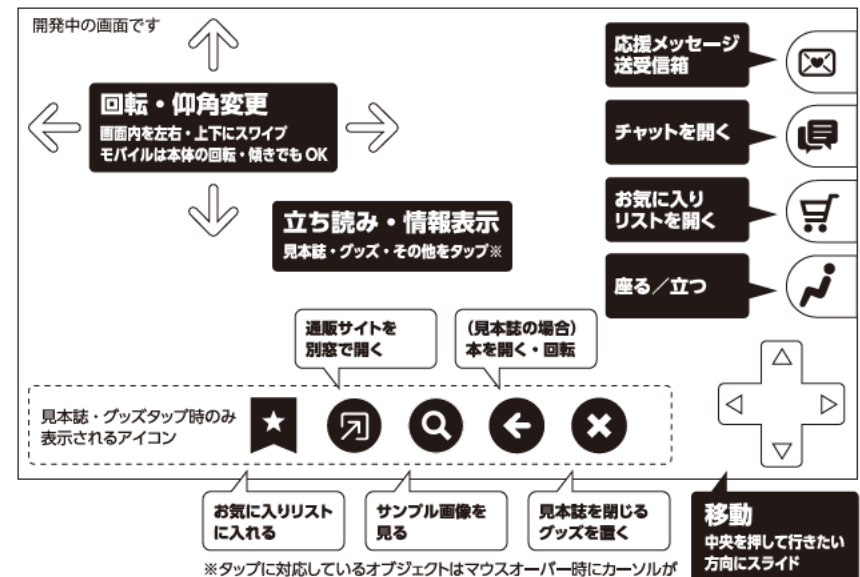 開発中の画面です
回転・仰角変更
画面内を左右・上下にスワイプ
モバイルは本体の回転・傾きでも OK
立ち読み・情報表示
見本誌・グッズ・その他をタップ※
応援メッセージ
送受信箱
チャットを開く
お気に入り
リストを開く
座る／立つ
通販サイトを
別窓で開く
（見本誌の場合）
本を開く・回転
見本誌・グッズタップ時のみ
表示されるアイコン
お気に入りリスト
に入れる
サンプル画像を
見る
見本誌を閉じる
グッズを置く
移動
中央を押して行きたい
方向にスライド
※タップに対応しているオブジェクトはマウスオーバー時にカーソルが